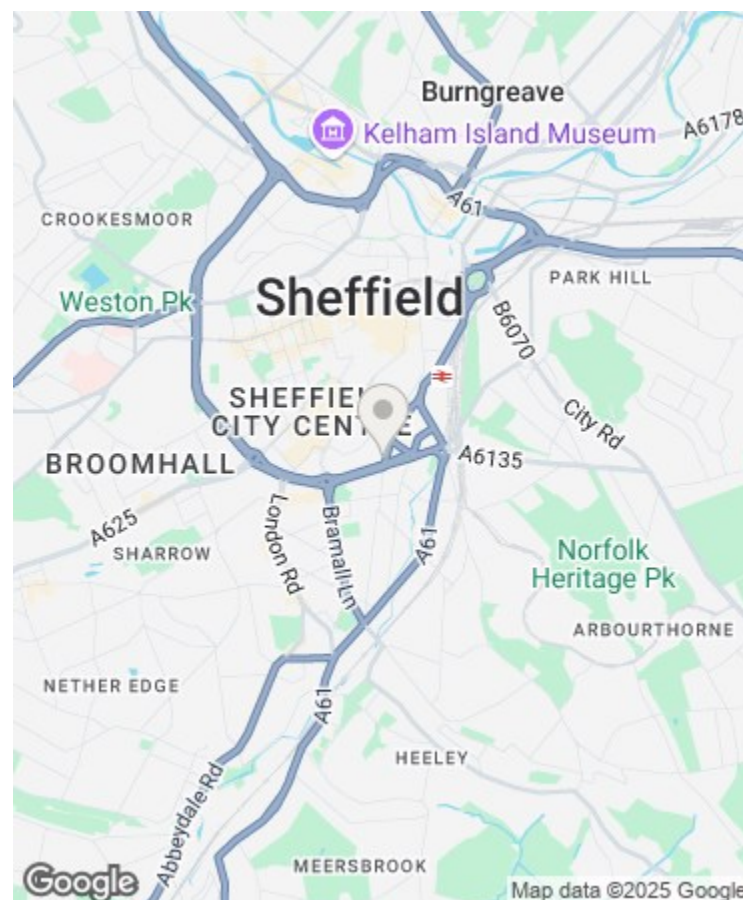 Burngreave
Kelham Island Museum
A6178
A61
CROOKESMOOR
PARK HILL
Weston Pk
Sheffield
B6070
SHEFFIEL
CITY CENT E
City Rd
BROOMHALL
A6135
A625
London Rd
Bramall Ln
A61
SHARROW
Norfolk
Heritage Pk
ARBOURTHORNE
NETHER EDGE
A61
HEELEY
Abbeydale Rd
MEERSBROOK
Google
Map data ©2025 Google